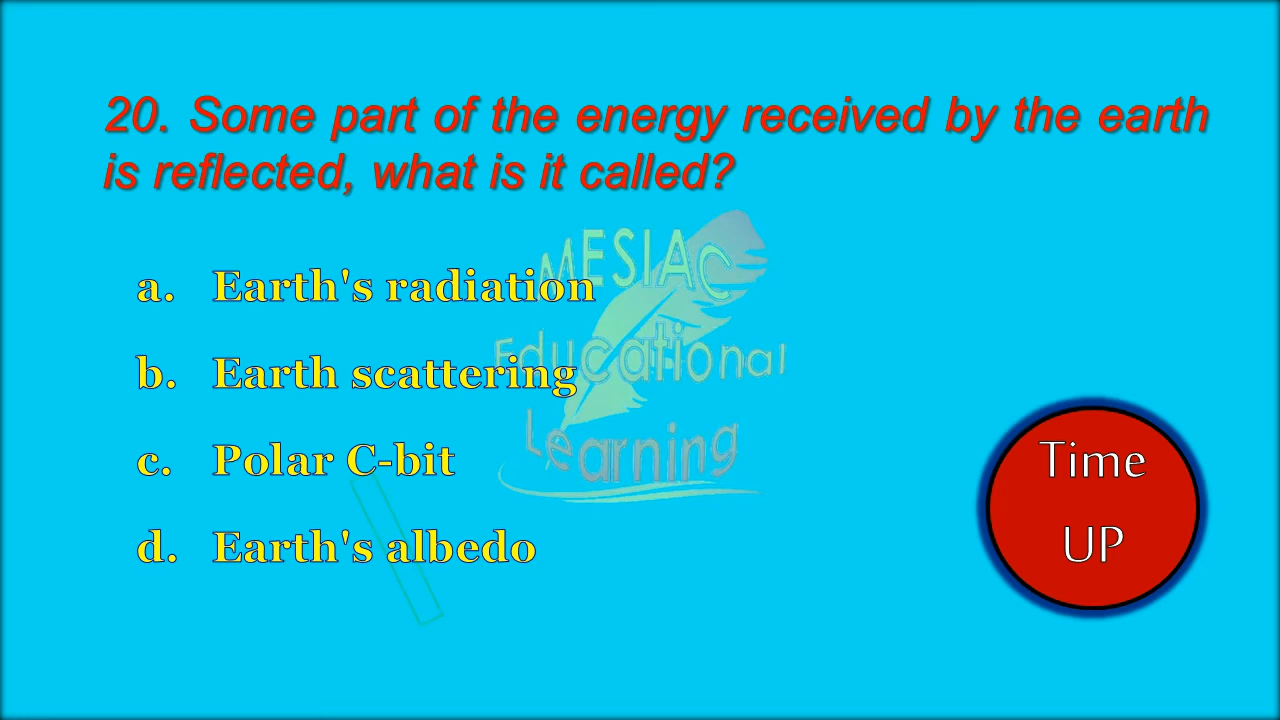 20. Some part of the energy received by the earth
is reflected, what is it called?
MESIAC
a. Earth's radiation
Educational
b. Earth scattering
Learning
c. Polar C-bit
d. Earth's albedo
Time
UP